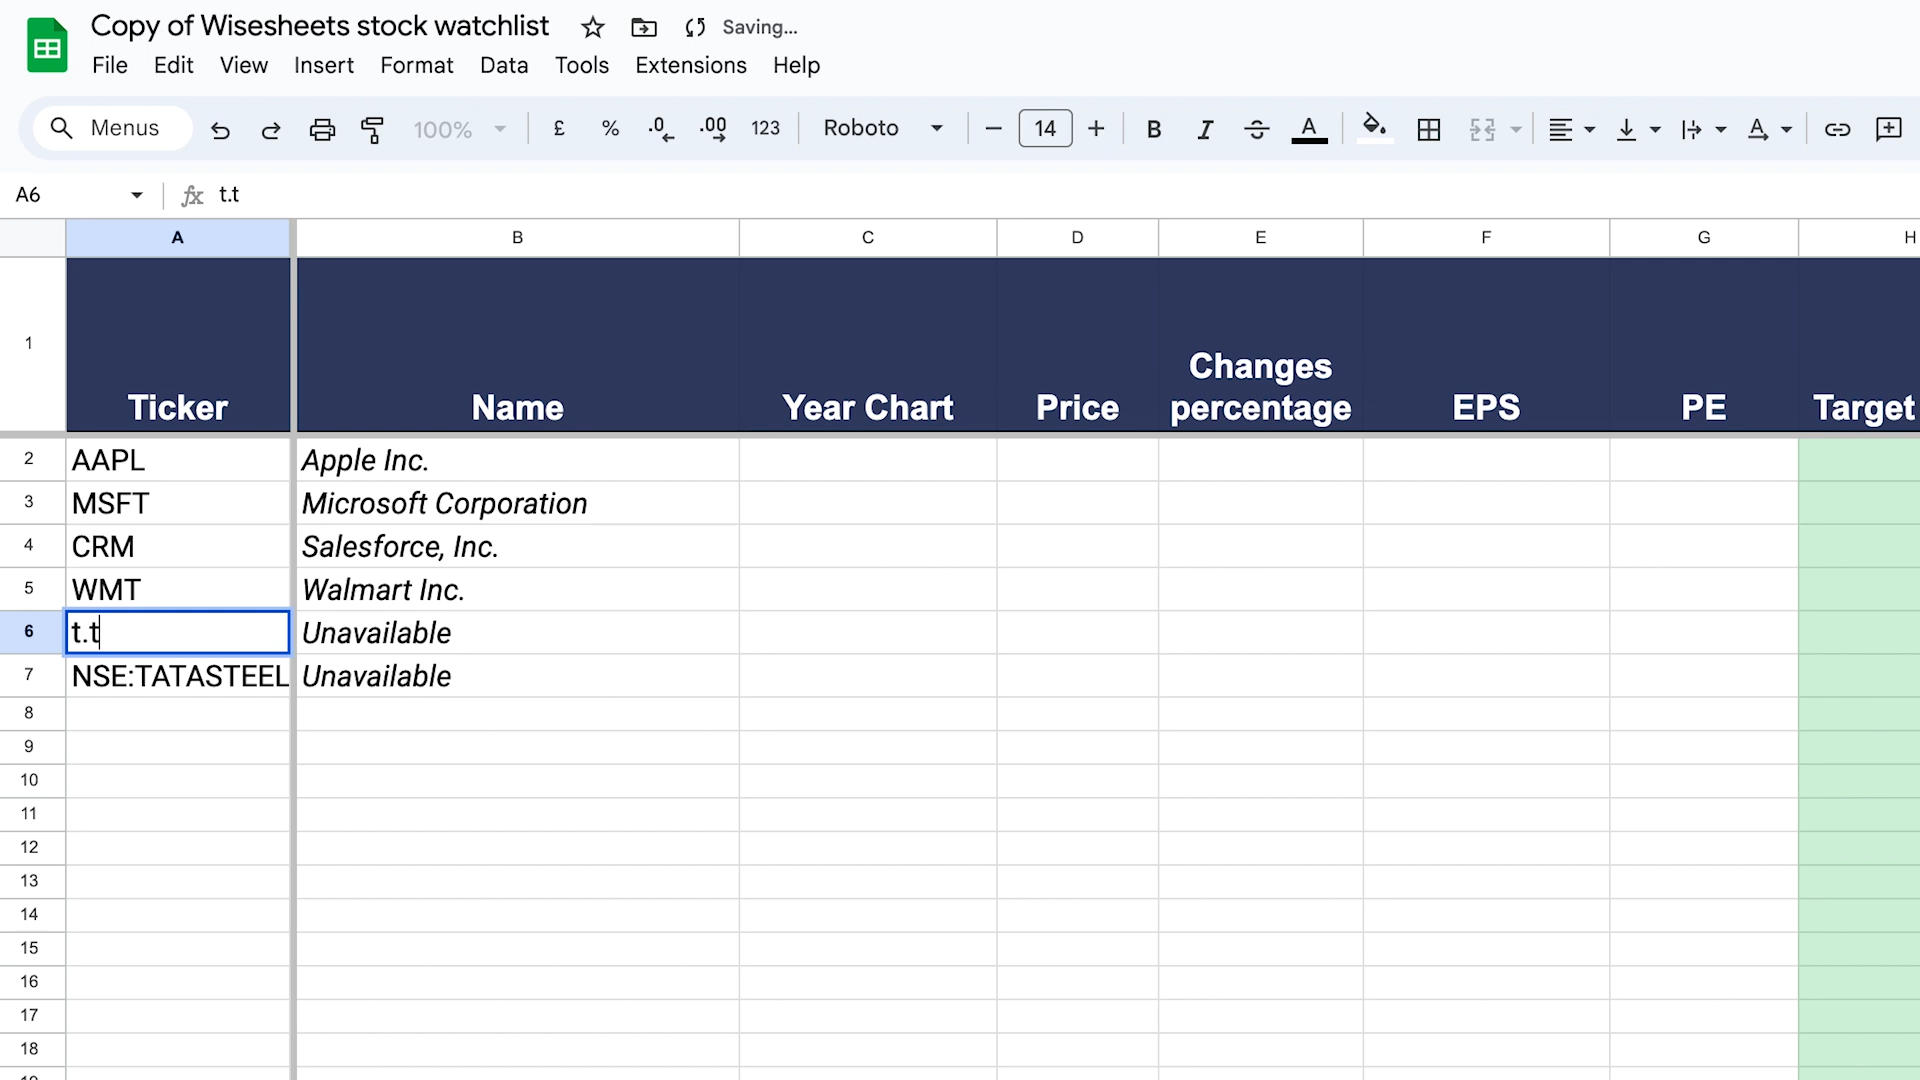 Copy of Wisesheets stock watchlist Saving...
File Edit View Insert Format Data Tools Extensions Help
Menus 100% £ % .0 .00 123 Roboto 14 B I A A
A6 fx t.t
A B C D E F G H
1 Ticker Name Year Chart Price Changes percentage EPS PE Target
2 AAPL Apple Inc.
3 MSFT Microsoft Corporation
4 CRM Salesforce, Inc.
5 WMT Walmart Inc.
6 t.t Unavailable
7 NSE:TATASTEEL Unavailable
8
9
10
11
12
13
14
15
16
17
18